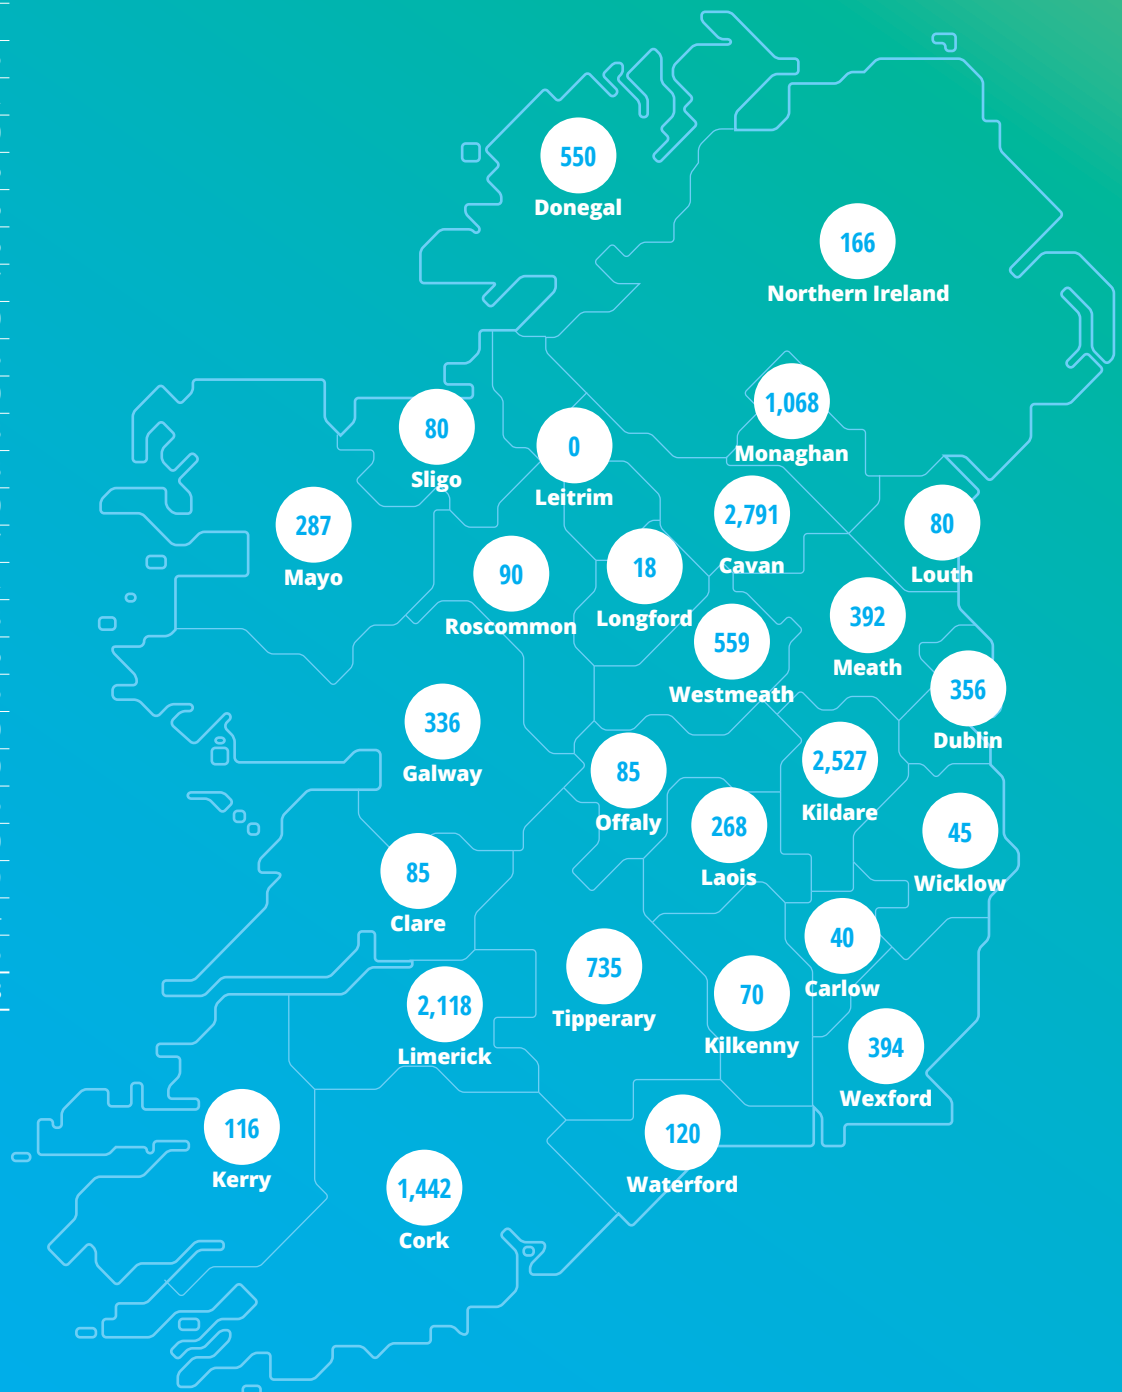 550
Donegal
166
Northern Ireland
1,068
Monaghan
80
Sligo
0
Leitrim
287
Mayo
2,791
Cavan
80
Louth
90
Roscommon
18
Longford
392
Meath
559
Westmeath
356
Dublin
336
Galway
85
Offaly
2,527
Kildare
268
Laois
45
Wicklow
85
Clare
40
Carlow
735
Tipperary
70
Kilkenny
2,118
Limerick
394
Wexford
116
Kerry
120
Waterford
1,442
Cork